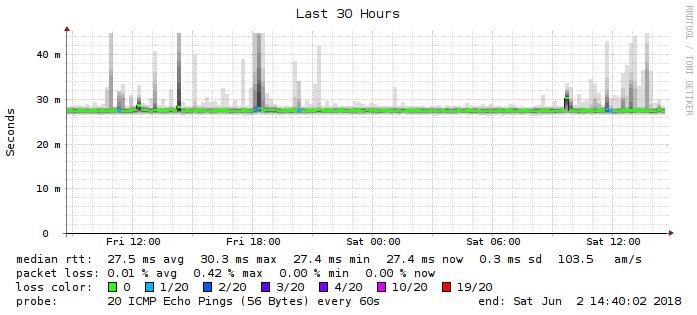 Last 30 Hours
RRDTOOL / TOBI OETIKER
Seconds
40 m
30 m
20 m
10 m
0
Fri 12:00 Fri 18:00 Sat 00:00 Sat 06:00 Sat 12:00
median rtt: 27.5 ms avg 30.3 ms max 27.4 ms min 27.4 ms now 0.3 ms sd 103.5 am/s
packet loss: 0.01 % avg 0.42 % max 0.00 % min 0.00 % now
loss color: 0 1/20 2/20 3/20 4/20 10/20 19/20
probe: 20 ICMP Echo Pings (56 Bytes) every 60s end: Sat Jun 2 14:40:02 2018